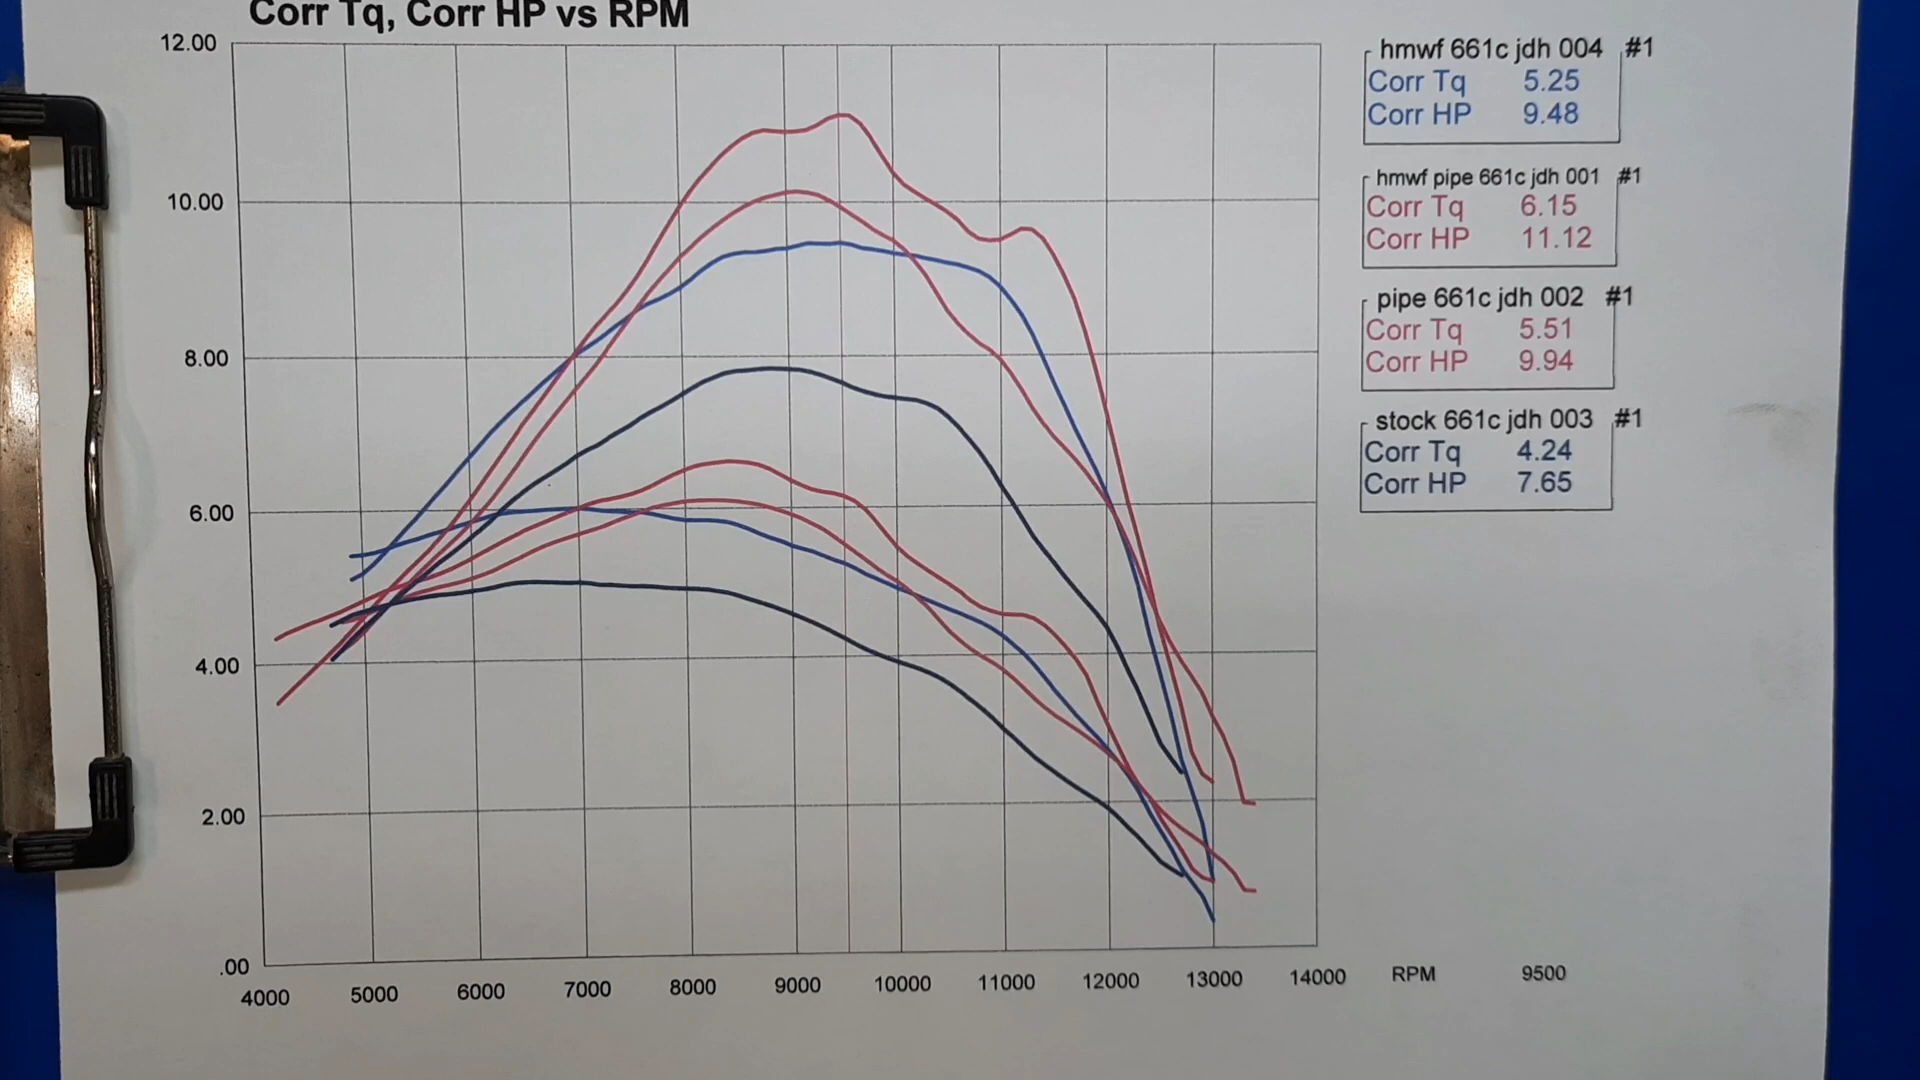 Corr Tq, Corr HP vs RPM
12.00
10.00
8.00
6.00
4.00
2.00
.00
4000 5000 6000 7000 8000 9000 10000 11000 12000 13000 14000 RPM 9500
hmwf 661c jdh 004 #1
Corr Tq 5.25
Corr HP 9.48
hmwf pipe 661c jdh 001 #1
Corr Tq 6.15
Corr HP 11.12
pipe 661c jdh 002 #1
Corr Tq 5.51
Corr HP 9.94
stock 661c jdh 003 #1
Corr Tq 4.24
Corr HP 7.65